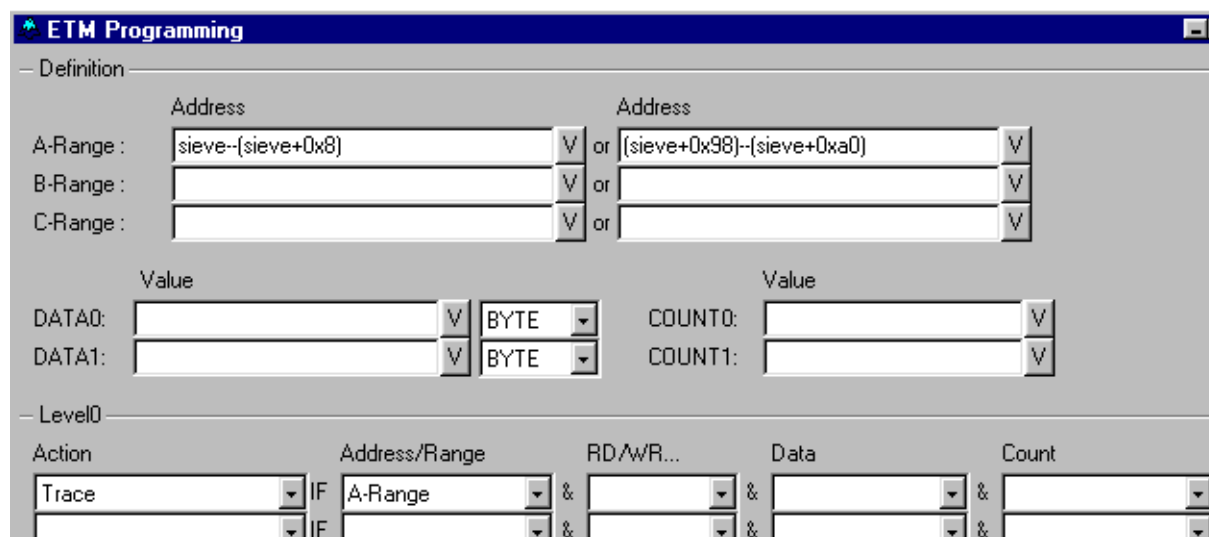 ETM Programming
Definition
Address Address
A-Range : sieve--(sieve+0x8) V or (sieve+0x98)--(sieve+0xa0) V
B-Range : V or V
C-Range : V or V
Value Value
DATA0: V BYTE COUNT0: V
DATA1: V BYTE COUNT1: V
Level0
Action Address/Range RD/WR... Data Count
Trace IF A-Range & & &
IF & & &